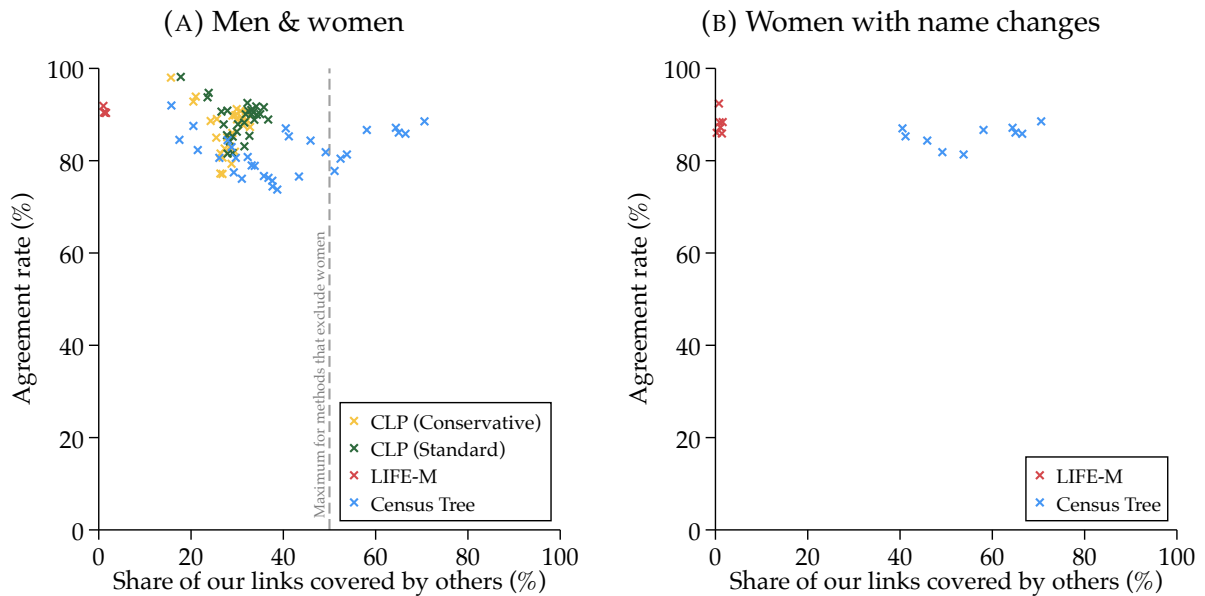 (A) Men & women
100
80
60
40
20
0
Agreement rate (%)
Maximum for methods that exclude women
CLP (Conservative)
CLP (Standard)
LIFE-M
Census Tree
0 20 40 60 80 100
Share of our links covered by others (%)
(B) Women with name changes
100
80
60
40
20
0
Agreement rate (%)
LIFE-M
Census Tree
0 20 40 60 80 100
Share of our links covered by others (%)